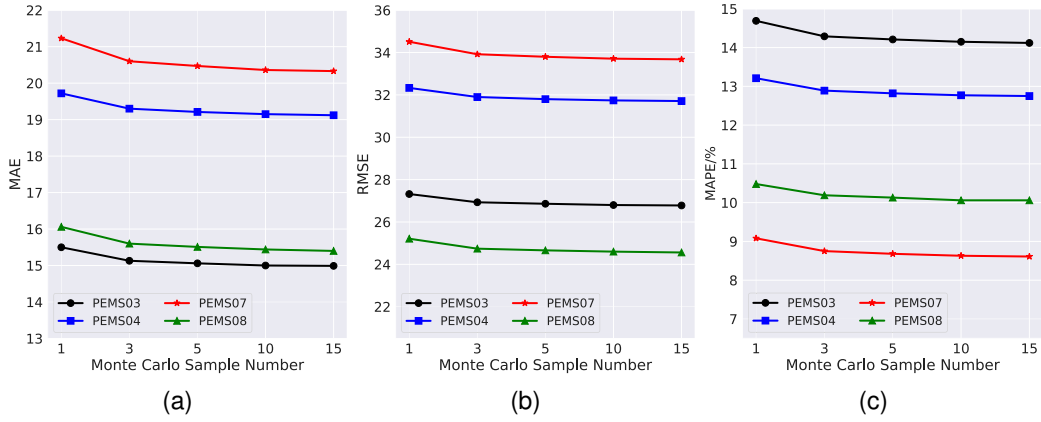 22
21
20
19
18
17
16
15
14
13
MAE
PEMS03
PEMS04
PEMS07
PEMS08
1 3 5 10 15
Monte Carlo Sample Number
(a)
36
34
32
30
28
26
24
22
RMSE
PEMS03
PEMS04
PEMS07
PEMS08
1 3 5 10 15
Monte Carlo Sample Number
(b)
15
14
13
12
11
10
9
8
7
MAPE/%
PEMS03
PEMS04
PEMS07
PEMS08
1 3 5 10 15
Monte Carlo Sample Number
(c)